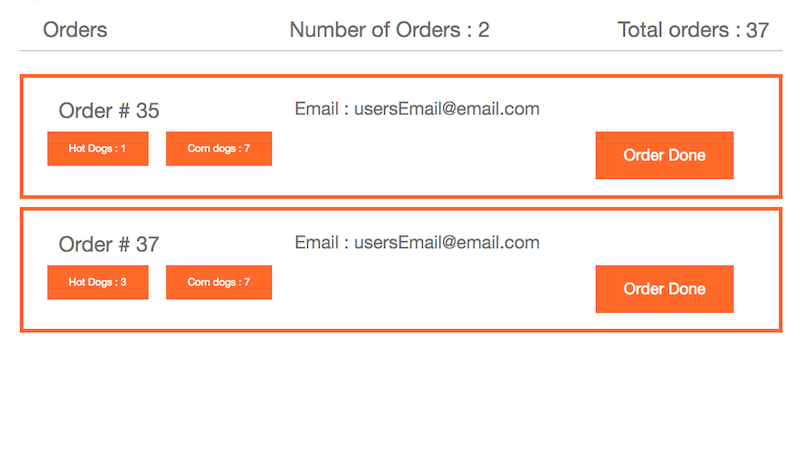 Orders Number of Orders : 2 Total orders : 37
Order # 35 Email : usersEmail@email.com
Hot Dogs : 1 Corn dogs : 7 Order Done
Order # 37 Email : usersEmail@email.com
Hot Dogs : 3 Corn dogs : 7 Order Done